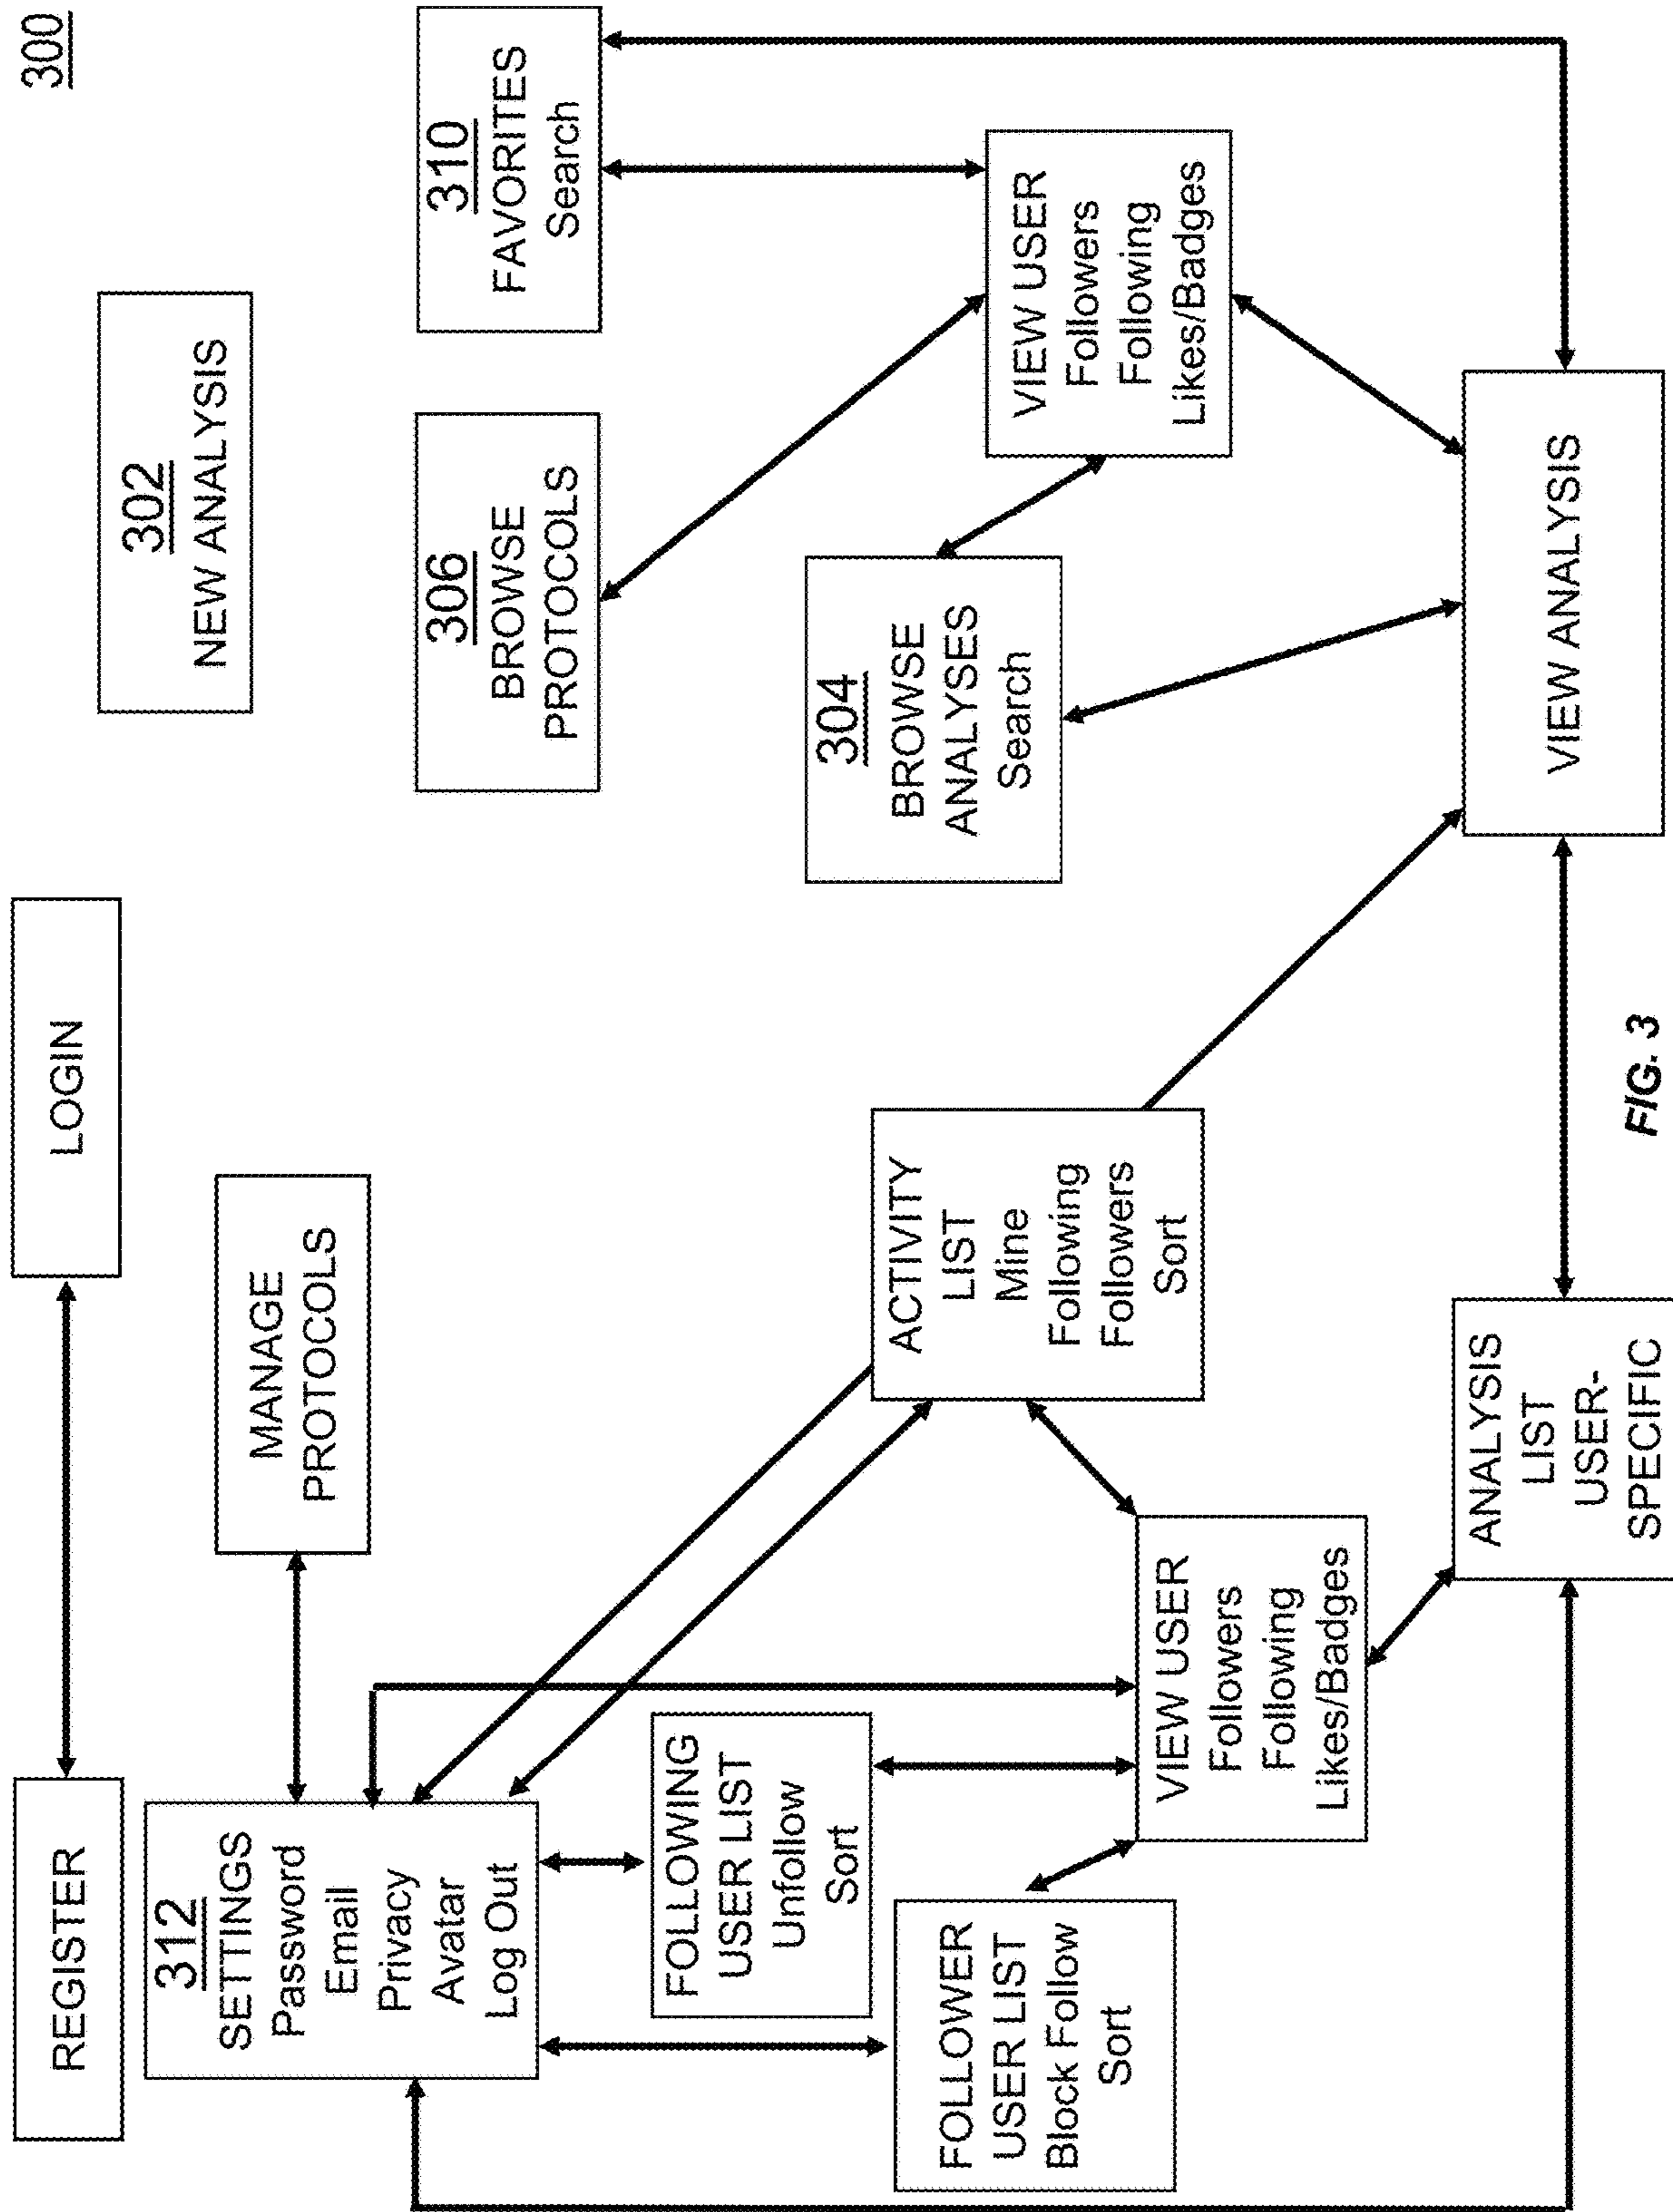 300
REGISTER
LOGIN
312
SETTINGS
Password
Email
Privacy
Avatar
Log Out
MANAGE
PROTOCOLS
302
NEW ANALYSIS
306
BROWSE
PROTOCOLS
310
FAVORITES
Search
FOLLOWING
USER LIST
Unfollow
Sort
FOLLOWER
USER LIST
Block Follow
Sort
ACTIVITY
LIST
Mine
Following
Followers
Sort
304
BROWSE
ANALYSES
Search
VIEW USER
Followers
Following
Likes/Badges
VIEW USER
Followers
Following
Likes/Badges
ANALYSIS
LIST
USER-
SPECIFIC
VIEW ANALYSIS
FIG. 3